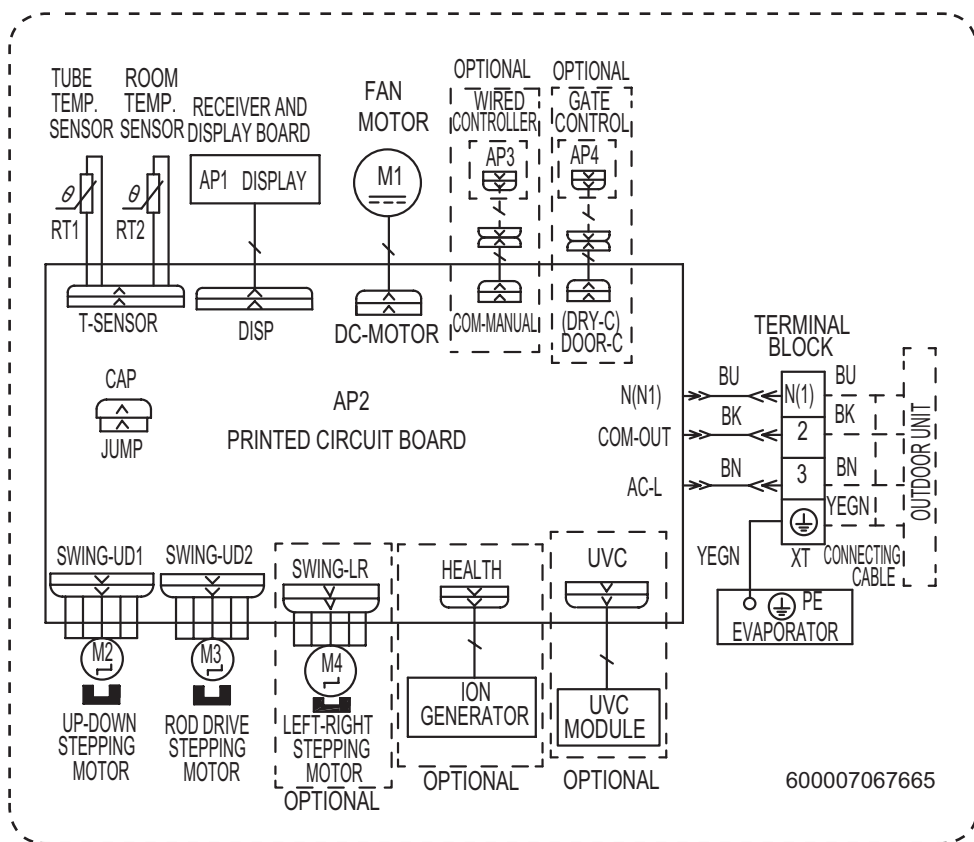 TUBE
TEMP.
SENSOR
ROOM
TEMP.
SENSOR
RECEIVER AND
DISPLAY BOARD
FAN
MOTOR
OPTIONAL
WIRED
CONTROLLER
OPTIONAL
GATE
CONTROL
AP1 DISPLAY
M1
AP3
AP4
θ
RT1
θ
RT2
T-SENSOR
DISP
DC-MOTOR
COM-MANUAL
(DRY-C)
DOOR-C
CAP
JUMP
AP2
PRINTED CIRCUIT BOARD
TERMINAL
BLOCK
N(N1)
BU
N(1)
BU
COM-OUT
BK
2
BK
AC-L
BN
3
BN
YEGN
OUTDOOR UNIT
YEGN
XT
CONNECTING
CABLE
PE
EVAPORATOR
SWING-UD1
SWING-UD2
SWING-LR
HEALTH
UVC
M2
M3
M4
UP-DOWN
STEPPING
MOTOR
ROD DRIVE
STEPPING
MOTOR
LEFT-RIGHT
STEPPING
MOTOR
OPTIONAL
ION
GENERATOR
OPTIONAL
UVC
MODULE
OPTIONAL
600007067665